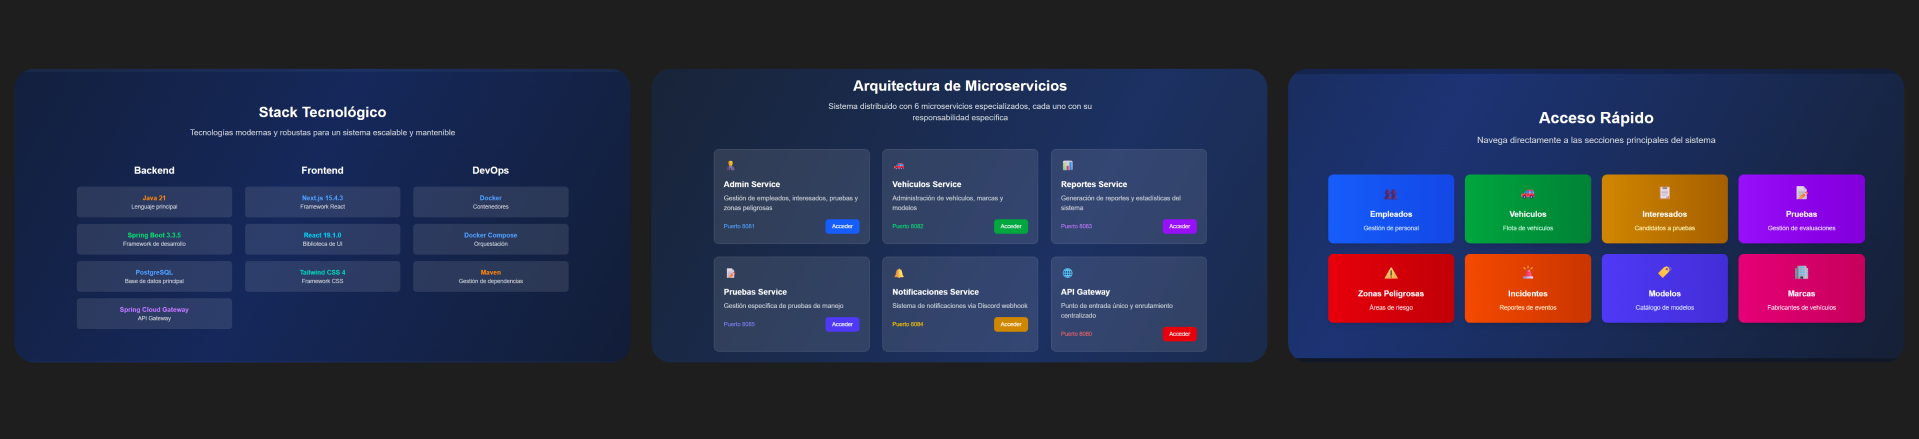 Stack Tecnológico
Tecnologías modernas y robustas para un sistema escalable y mantenible
Backend
Java 21
Lenguaje principal
Spring Boot 3.3.5
Framework de desarrollo
PostgreSQL
Base de datos principal
Spring Cloud Gateway
API Gateway
Frontend
Next.js 15.4.3
Framework React
React 19.1.0
Biblioteca de UI
Tailwind CSS 4
Framework CSS
DevOps
Docker
Contenedores
Docker Compose
Orquestación
Maven
Gestión de dependencias
Arquitectura de Microservicios
Sistema distribuido con 6 microservicios especializados, cada uno con su
responsabilidad específica
Admin Service
Gestión de empleados, interesados, pruebas y
zonas peligrosas
Puerto 8081
Acceder
Vehículos Service
Administración de vehículos, marcas y
modelos
Puerto 8082
Acceder
Reportes Service
Generación de reportes y estadísticas del
sistema
Puerto 8083
Acceder
Pruebas Service
Gestión específica de pruebas de manejo
Puerto 8085
Acceder
Notificaciones Service
Sistema de notificaciones vía Discord webhook
Puerto 8084
Acceder
API Gateway
Punto de entrada único y enrutamiento
centralizado
Puerto 8080
Acceder
Acceso Rápido
Navega directamente a las secciones principales del sistema
Empleados
Gestión de personal
Vehículos
Flota de vehículos
Interesados
Candidatos a pruebas
Pruebas
Gestión de evaluaciones
Zonas Peligrosas
Áreas de riesgo
Incidentes
Reportes de eventos
Modelos
Catálogo de modelos
Marcas
Fabricantes de vehículos